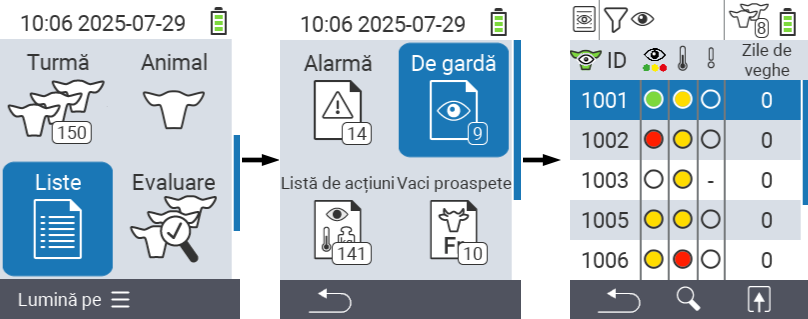 10:06 2025-07-29
Turmă
Animal
150
Liste
Evaluare
Lumină pe
10:06 2025-07-29
Alarmă
De gardă
14
9
Listă de acțiuni
Vaci proaspete
141
Fr
10
8
ID
Zile de
veghe
1001 0
1002 0
1003 - 0
1005 0
1006 0